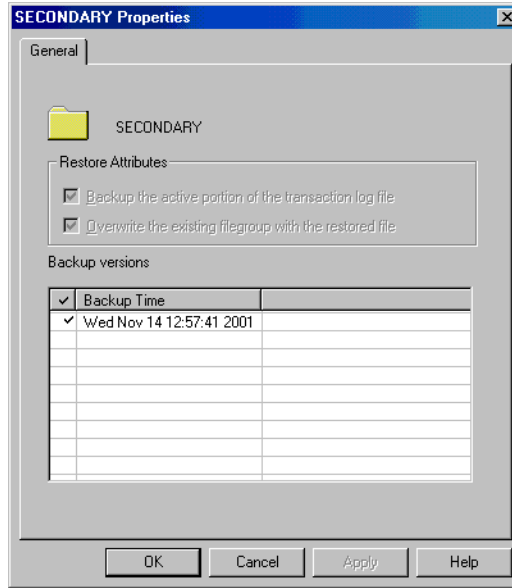 SECONDARY Properties
General
SECONDARY
Restore Attributes
Backup the active portion of the transaction log file
Overwrite the existing filegroup with the restored file
Backup versions
Backup Time
Wed Nov 14 12:57:41 2001
OK Cancel Apply Help